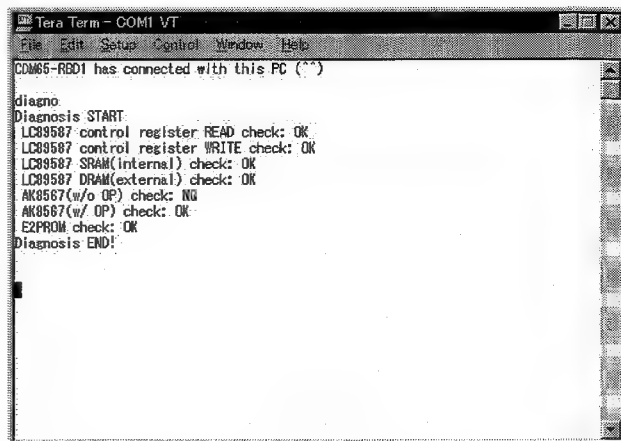 Tera Term - COM1 VT
File Edit Setup Control Window Help
CDM65-RBD1 has connected with this PC (^^)
diagno
Diagnosis START
LC89587 control register READ check: OK
LC89587 control register WRITE check: OK
LC89587 SRAM(internal) check: OK
LC89587 DRAM(external) check: OK
AK8567(w/o OP) check: NG
AK8567(w/ OP) check: OK
E2PROM check: OK
Diagnosis END!